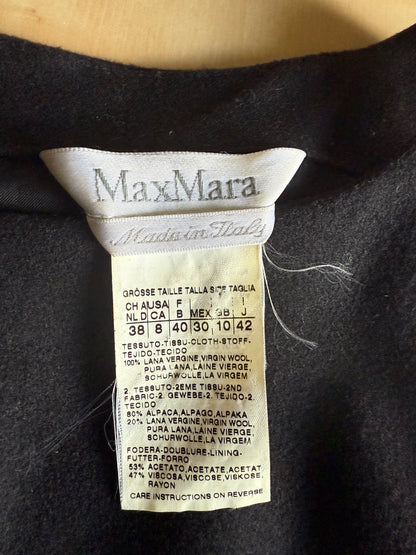 MaxMara
Made in Italy
GRÖSSE TAILLE TALLA SIZE TAGLIA
CH AUSA F I
NL D CA B MEX GB J
38 8 40 30 10 42
TESSUTO-TISSU-CLOTH-STOFF-
TEJIDO-TECIDO
100% LANA VERGINE,VIRGIN WOOL,
PURA LANA,LAINE VIERGE,
SCHURWOLLE,LA VIRGEM
2. TESSUTO-2EME TISSU-2ND
FABRIC-2. GEWEBE-2. TEJIDO-2.
TECIDO
80% ALPACA,ALPAGO,ALPAKA
20% LANA VERGINE,VIRGIN WOOL,
PURA LANA,LAINE VIERGE,
SCHURWOLLE,LA VIRGEM
FODERA-DOUBLURE-LINING-
FUTTER-FORRO
53% ACETATO,ACETATE,ACETAT
47% VISCOSA,VISCOSE,VISKOSE,
RAYON
CARE INSTRUCTIONS ON REVERSE